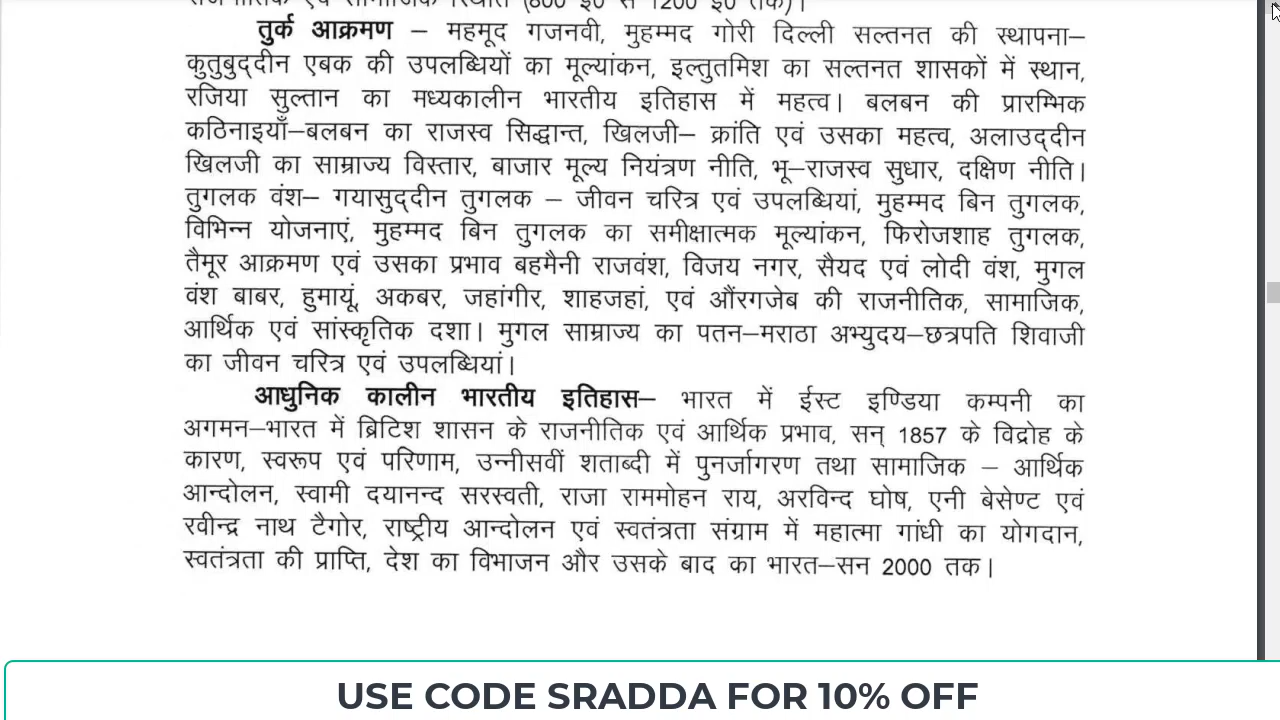 राजनीतिक एवं सामाजिक स्थिति (800 ई0 से 1200 ई0 तक)।
तुर्क आक्रमण – महमूद गजनवी, मुहम्मद गोरी दिल्ली सल्तनत की स्थापना–
कुतुबुद्दीन एबक की उपलब्धियों का मूल्यांकन, इल्तुतमिश का सल्तनत शासकों में स्थान,
रजिया सुल्तान का मध्यकालीन भारतीय इतिहास में महत्व। बलबन की प्रारम्भिक
कठिनाइयाँ–बलबन का राजस्व सिद्धान्त, खिलजी– क्रांति एवं उसका महत्व, अलाउद्दीन
खिलजी का साम्राज्य विस्तार, बाजार मूल्य नियंत्रण नीति, भू–राजस्व सुधार, दक्षिण नीति।
तुगलक वंश– गयासुद्दीन तुगलक – जीवन चरित्र एवं उपलब्धियां, मुहम्मद बिन तुगलक,
विभिन्न योजनाएं, मुहम्मद बिन तुगलक का समीक्षात्मक मूल्यांकन, फिरोजशाह तुगलक,
तैमूर आक्रमण एवं उसका प्रभाव बहमैनी राजवंश, विजय नगर, सैयद एवं लोदी वंश, मुगल
वंश बाबर, हुमायूं, अकबर, जहांगीर, शाहजहां, एवं औंरगजेब की राजनीतिक, सामाजिक,
आर्थिक एवं सांस्कृतिक दशा। मुगल साम्राज्य का पतन–मराठा अभ्युदय–छत्रपति शिवाजी
का जीवन चरित्र एवं उपलब्धियां।
आधुनिक कालीन भारतीय इतिहास– भारत में ईस्ट इण्डिया कम्पनी का
अगमन–भारत में ब्रिटिश शासन के राजनीतिक एवं आर्थिक प्रभाव, सन् 1857 के विद्रोह के
कारण, स्वरूप एवं परिणाम, उन्नीसवीं शताब्दी में पुनर्जागरण तथा सामाजिक – आर्थिक
आन्दोलन, स्वामी दयानन्द सरस्वती, राजा राममोहन राय, अरविन्द घोष, एनी बेसेण्ट एवं
रवीन्द्र नाथ टैगोर, राष्ट्रीय आन्दोलन एवं स्वतंत्रता संग्राम में महात्मा गांधी का योगदान,
स्वतंत्रता की प्राप्ति, देश का विभाजन और उसके बाद का भारत–सन 2000 तक।
USE CODE SRADDA FOR 10% OFF